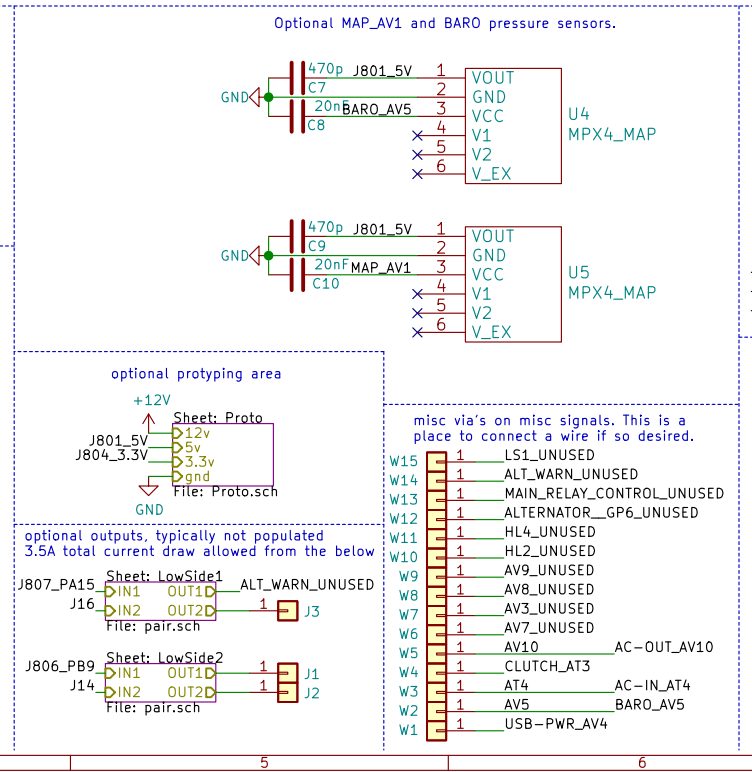 Optional MAP_AV1 and BARO pressure sensors.
470p J801_5V 1 VOUT
C7
GND 2 GND
20nF BARO_AV5 3 VCC
C8
4 V1
5 V2
6 V_EX
U4
MPX4_MAP
470p J801_5V 1 VOUT
C9
GND 2 GND
20nF MAP_AV1 3 VCC
C10
4 V1
5 V2
6 V_EX
U5
MPX4_MAP
optional protyping area
+12V
Sheet: Proto
12v
J801_5V 5v
J804_3.3V 3.3v
gnd
File: Proto.sch
GND
optional outputs, typically not populated
3.5A total current draw allowed from the below
Sheet: LowSide1
J807_PA15 IN1 OUT1 ALT_WARN_UNUSED
J16 IN2 OUT2 1 J3
File: pair.sch
Sheet: LowSide2
J806_PB9 IN1 OUT1 1 J1
J14 IN2 OUT2 1 J2
File: pair.sch
misc via's on misc signals. This is a
place to connect a wire if so desired.
W15 1 LS1_UNUSED
W14 1 ALT_WARN_UNUSED
W13 1 MAIN_RELAY_CONTROL_UNUSED
W12 1 ALTERNATOR__GP6_UNUSED
W11 1 HL4_UNUSED
W10 1 HL2_UNUSED
W9 1 AV9_UNUSED
W8 1 AV8_UNUSED
W7 1 AV3_UNUSED
W6 1 AV7_UNUSED
W5 1 AV10 AC-OUT_AV10
W4 1 CLUTCH_AT3
W3 1 AT4 AC-IN_AT4
W2 1 AV5 BARO_AV5
W1 1 USB-PWR_AV4
5 6